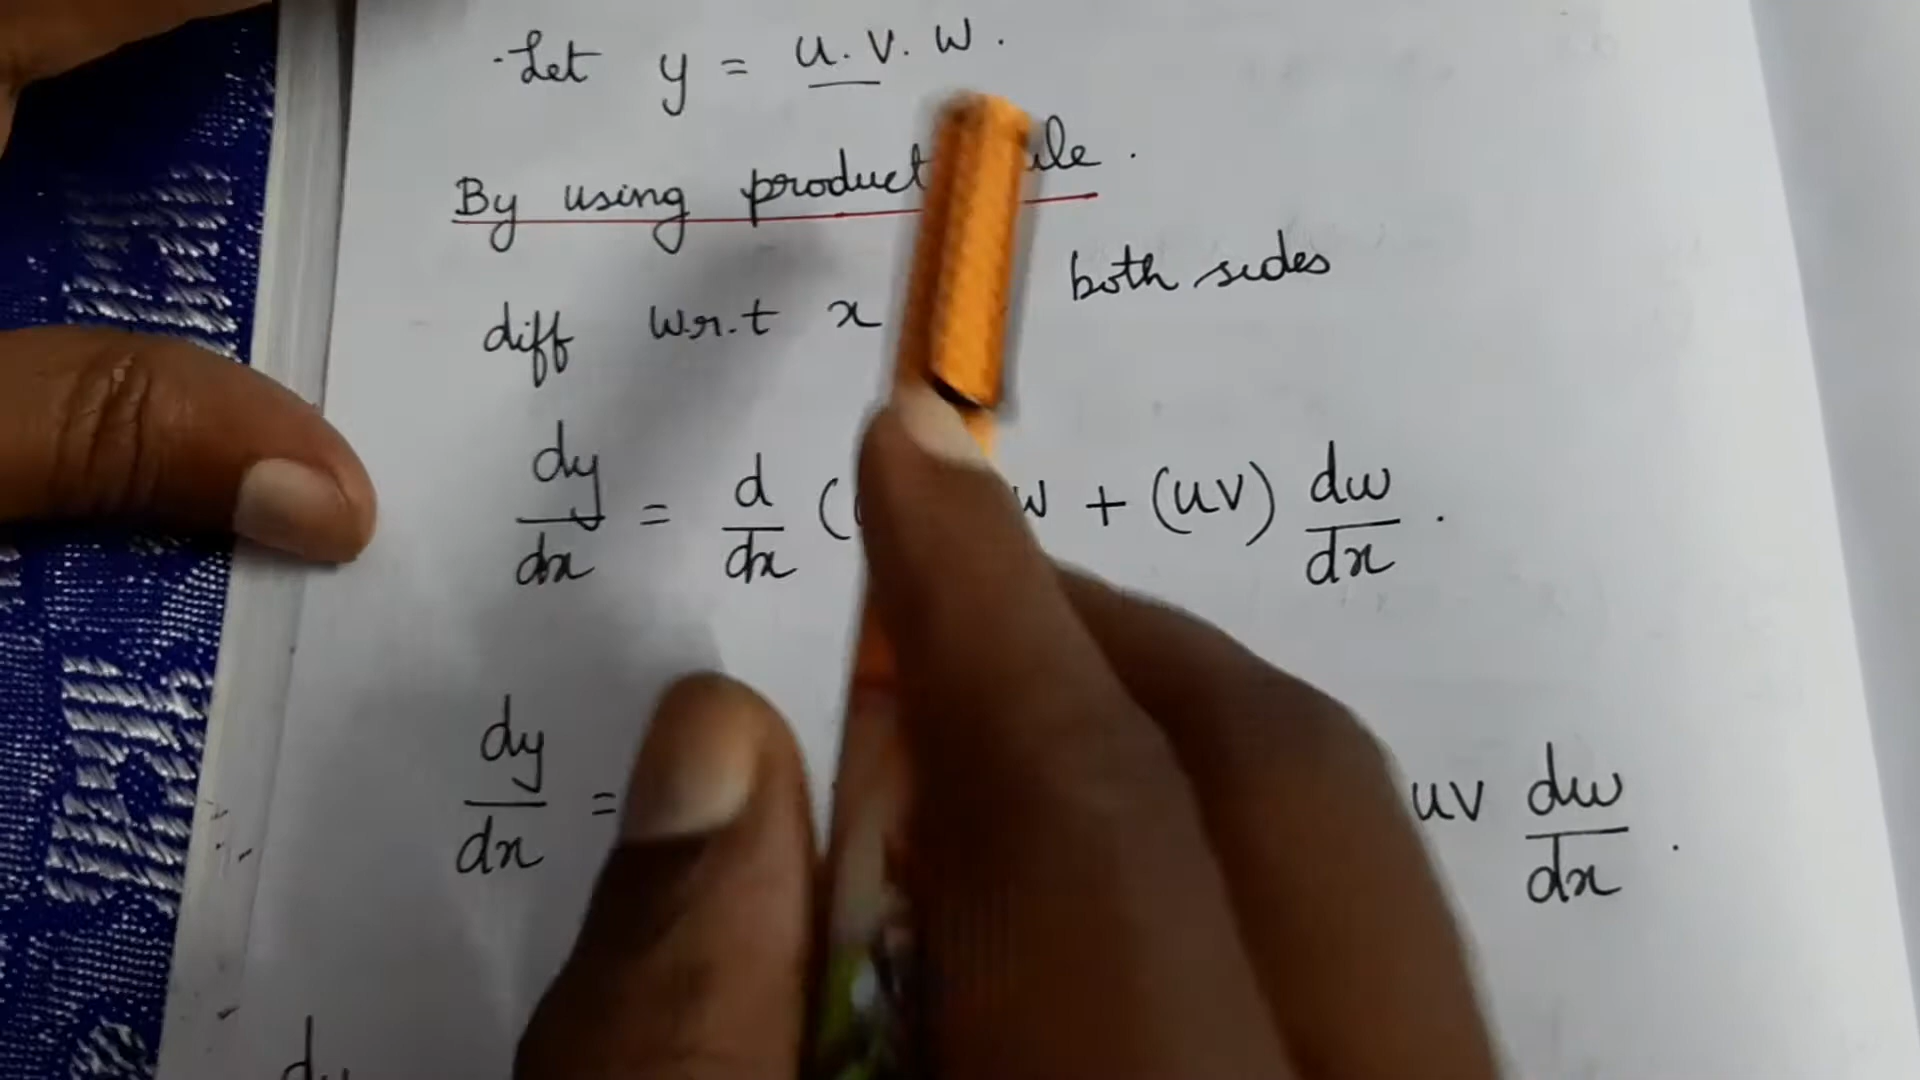 Let y = u.v.w.
By using product
diff w.r.t x both sides
dy/dx = d/dx ( w + (uv) dw/dx .
dy/dx = uv dw/dx .